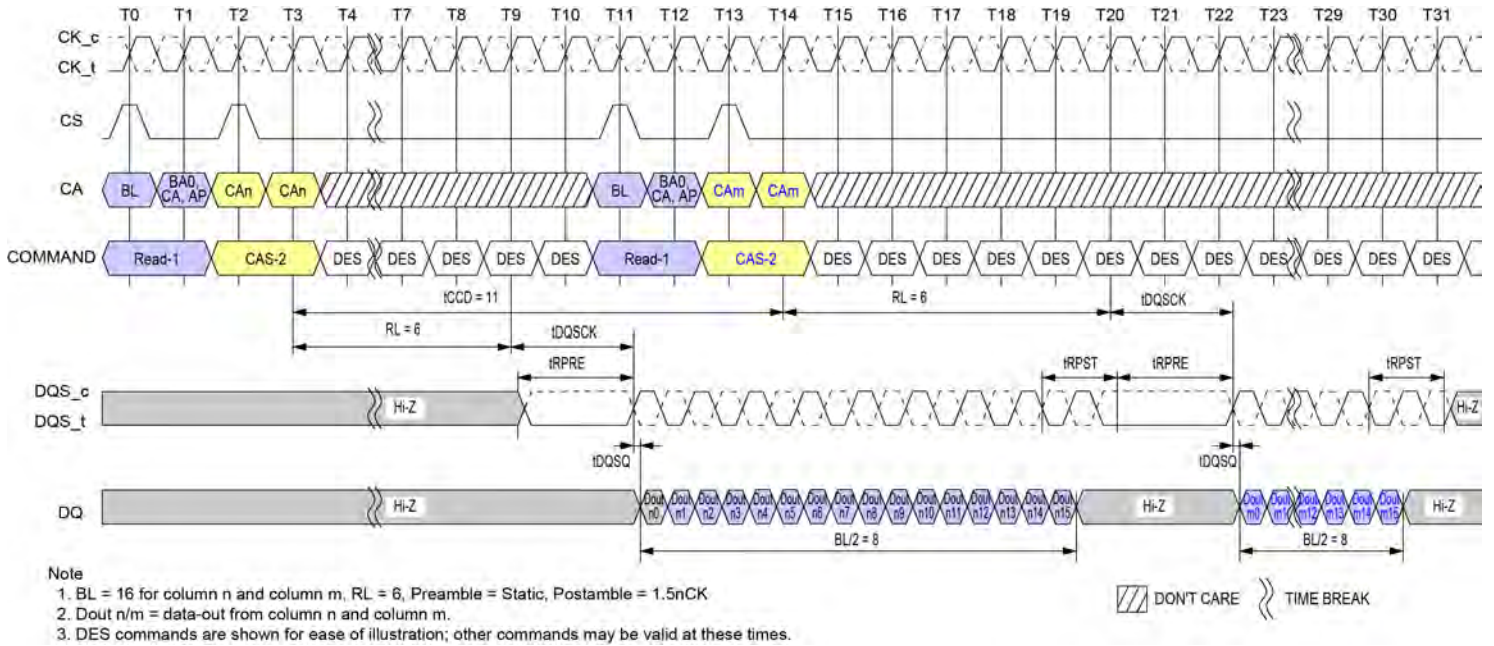 T0 T1 T2 T3 T4 T7 T8 T9 T10 T11 T12 T13 T14 T15 T16 T17 T18 T19 T20 T21 T22 T23 T29 T30 T31
CK_c
CK_t
CS
CA BL BA0, CA, AP CAn CAn BL BA0, CA, AP CAm CAm
COMMAND Read-1 CAS-2 DES DES DES DES DES Read-1 CAS-2 DES DES DES DES DES DES DES DES DES DES DES DES
tCCD = 11 RL = 6 tDQSCK
RL = 6 tDQSCK
tRPRE tRPST tRPRE tRPST
DQS_c
DQS_t
Hi-Z Hi-Z
tDQSQ tDQSQ
DQ Hi-Z Dout n0 Dout n1 Dout n2 Dout n3 Dout n4 Dout n5 Dout n6 Dout n7 Dout n8 Dout n9 Dout n10 Dout n11 Dout n12 Dout n13 Dout n14 Dout n15 Hi-Z Dout m0 Dout m1 Dout m12 Dout m13 Dout m14 Dout m15 Hi-Z
BL/2 = 8 BL/2 = 8
Note
1. BL = 16 for column n and column m, RL = 6, Preamble = Static, Postamble = 1.5nCK
2. Dout n/m = data-out from column n and column m.
3. DES commands are shown for ease of illustration; other commands may be valid at these times.
DON'T CARE TIME BREAK